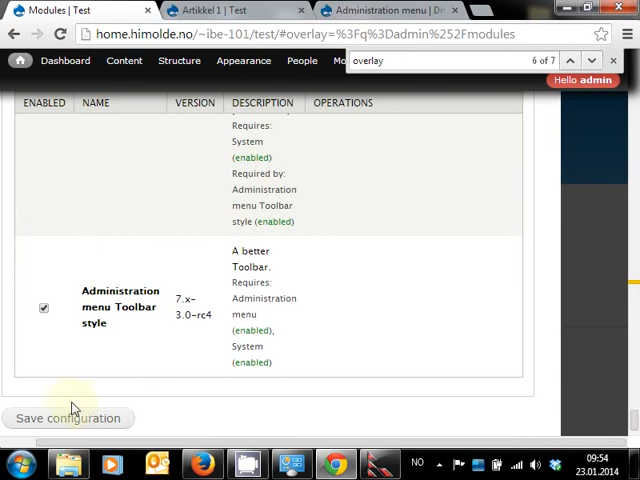 Modules | Test
Artikkel 1 | Test
Administration menu | Dr
home.himolde.no/~ibe-101/test/#overlay=%3Fq%3Dadmin%252Fmodules
Dashboard Content Structure Appearance People Mo
overlay 6 of 7
Hello admin
ENABLED NAME VERSION DESCRIPTION OPERATIONS
Requires:
System
(enabled)
Required by:
Administration
menu Toolbar
style (enabled)
A better
Toolbar.
Requires:
Administration
menu
(enabled),
System
(enabled)
Administration
menu Toolbar
style
7.x-
3.0-rc4
Save configuration
NO
09:54
23.01.2014